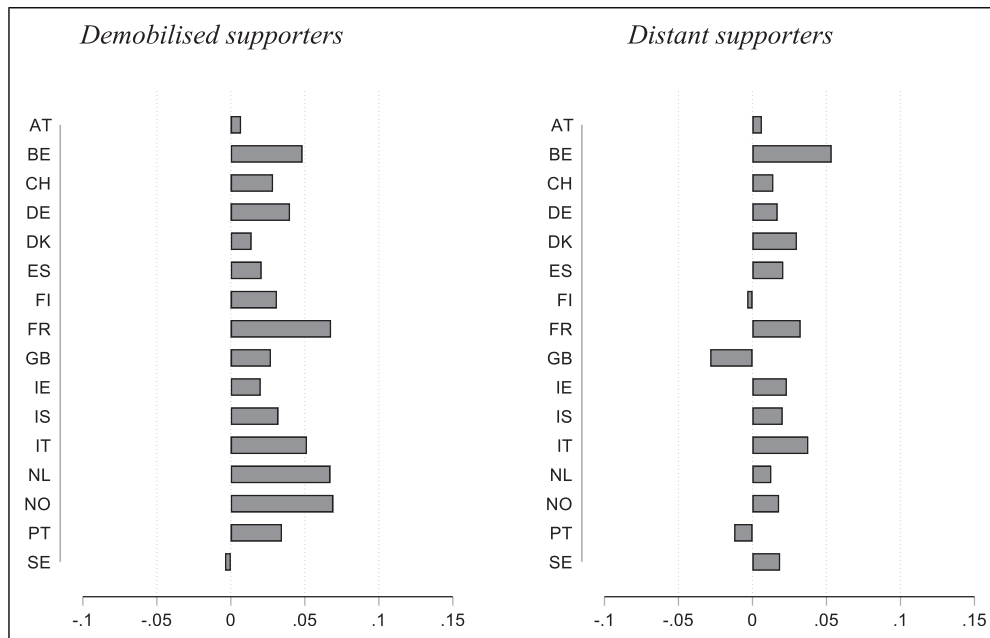 Demobilised supporters
AT
BE
CH
DE
DK
ES
FI
FR
GB
IE
IS
IT
NL
NO
PT
SE
-.1 -.05 0 .05 .1 .15
Distant supporters
AT
BE
CH
DE
DK
ES
FI
FR
GB
IE
IS
IT
NL
NO
PT
SE
-.1 -.05 0 .05 .1 .15